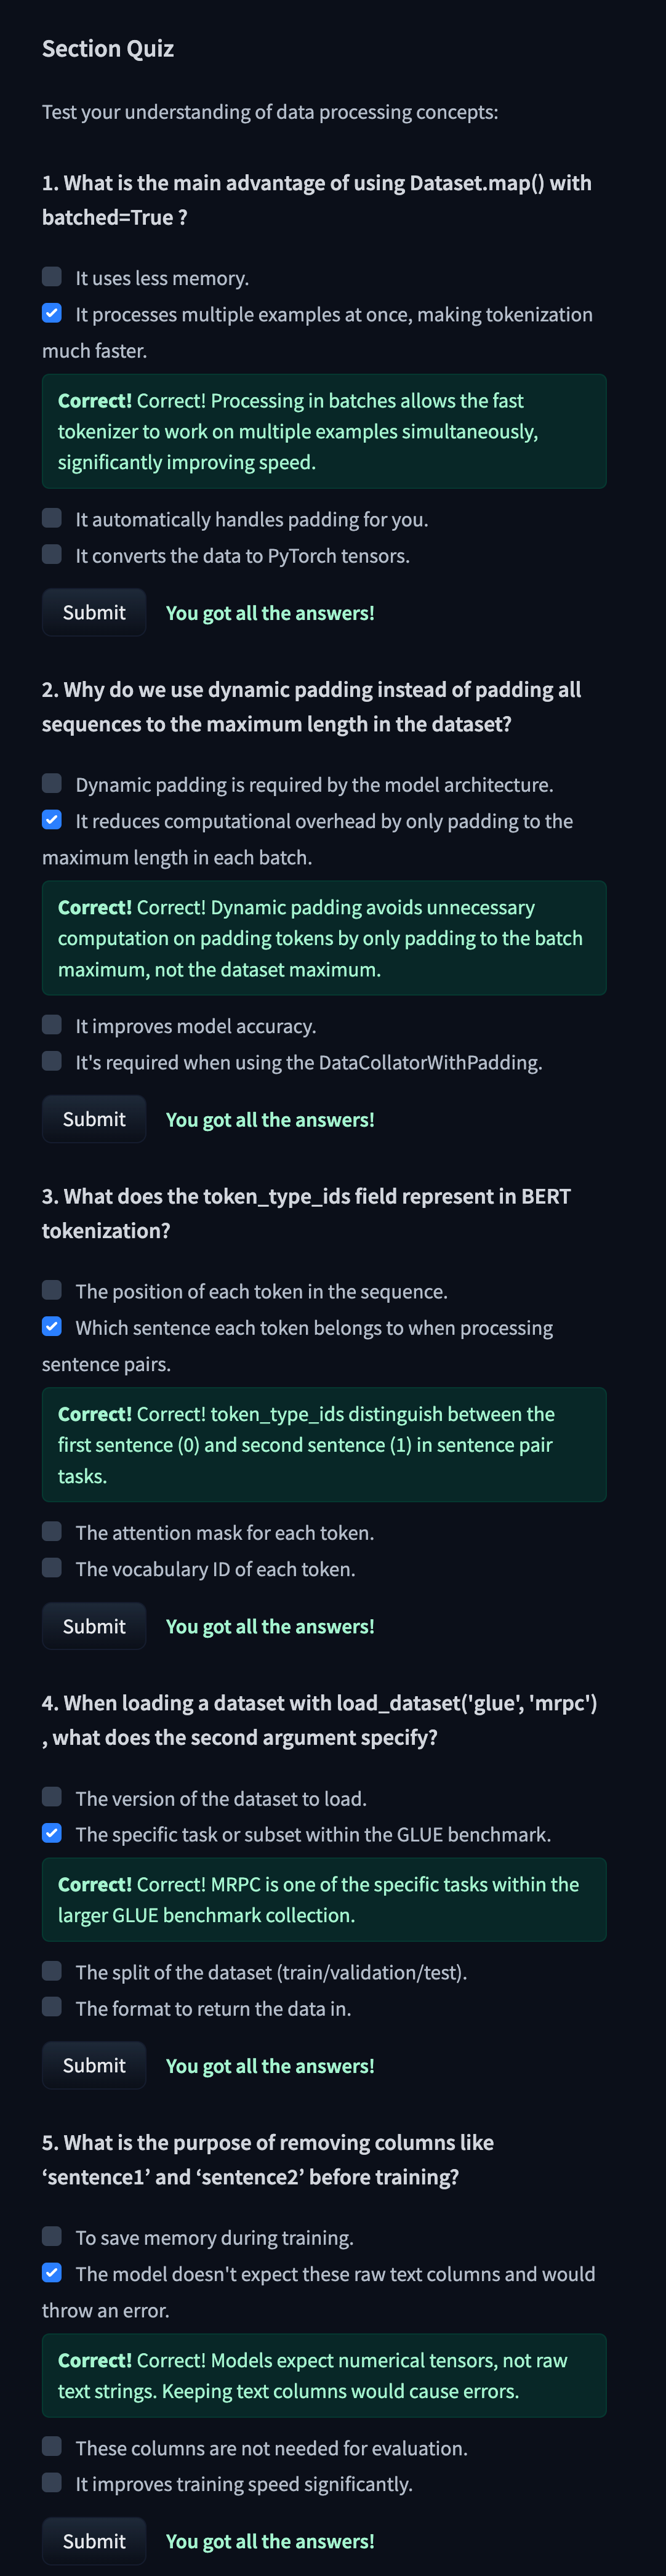 Section Quiz
Test your understanding of data processing concepts:
1. What is the main advantage of using Dataset.map() with
batched=True ?
It uses less memory.
It processes multiple examples at once, making tokenization
much faster.
Correct! Correct! Processing in batches allows the fast
tokenizer to work on multiple examples simultaneously,
significantly improving speed.
It automatically handles padding for you.
It converts the data to PyTorch tensors.
Submit You got all the answers!
2. Why do we use dynamic padding instead of padding all
sequences to the maximum length in the dataset?
Dynamic padding is required by the model architecture.
It reduces computational overhead by only padding to the
maximum length in each batch.
Correct! Correct! Dynamic padding avoids unnecessary
computation on padding tokens by only padding to the batch
maximum, not the dataset maximum.
It improves model accuracy.
It's required when using the DataCollatorWithPadding.
Submit You got all the answers!
3. What does the token_type_ids field represent in BERT
tokenization?
The position of each token in the sequence.
Which sentence each token belongs to when processing
sentence pairs.
Correct! Correct! token_type_ids distinguish between the
first sentence (0) and second sentence (1) in sentence pair
tasks.
The attention mask for each token.
The vocabulary ID of each token.
Submit You got all the answers!
4. When loading a dataset with load_dataset('glue', 'mrpc')
, what does the second argument specify?
The version of the dataset to load.
The specific task or subset within the GLUE benchmark.
Correct! Correct! MRPC is one of the specific tasks within the
larger GLUE benchmark collection.
The split of the dataset (train/validation/test).
The format to return the data in.
Submit You got all the answers!
5. What is the purpose of removing columns like
‘sentence1’ and ‘sentence2’ before training?
To save memory during training.
The model doesn't expect these raw text columns and would
throw an error.
Correct! Correct! Models expect numerical tensors, not raw
text strings. Keeping text columns would cause errors.
These columns are not needed for evaluation.
It improves training speed significantly.
Submit You got all the answers!